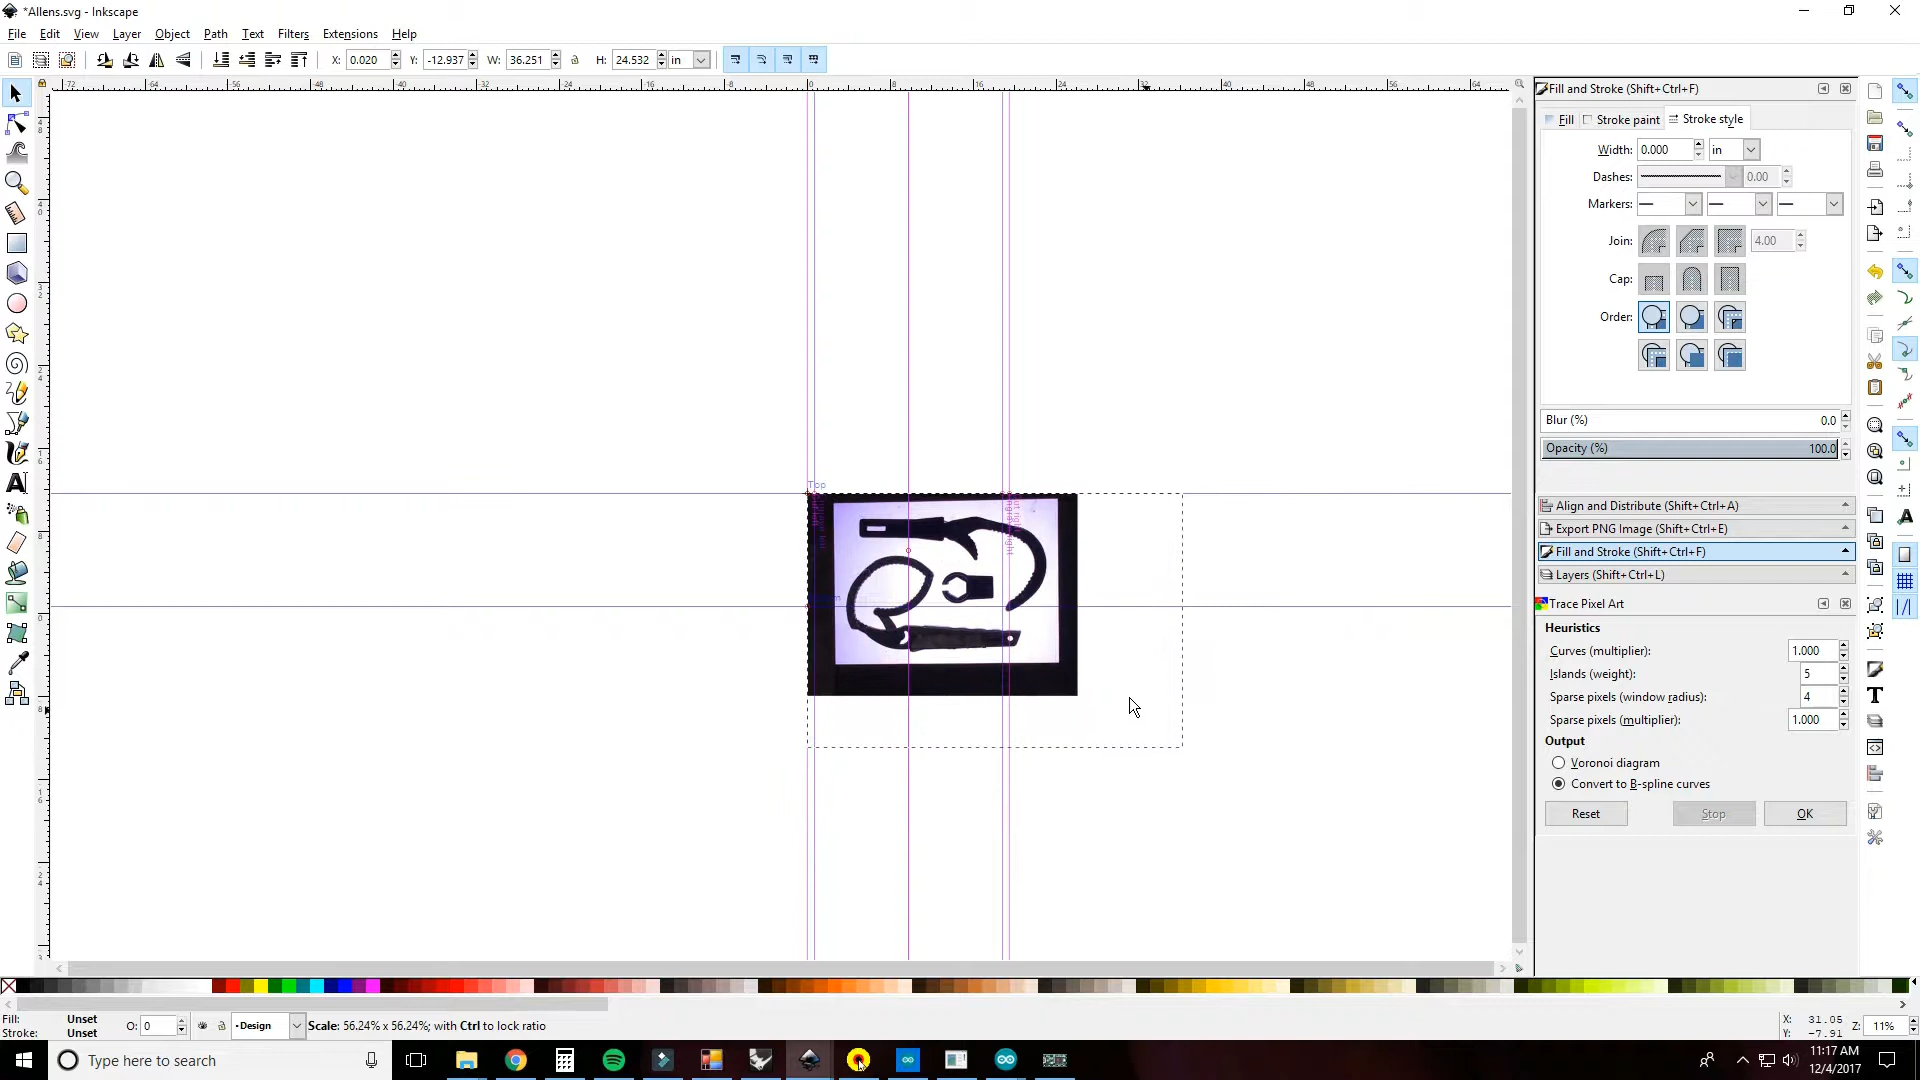 *Allens.svg - Inkscape
File Edit View Layer Object Path Text Filters Extensions Help
X: 0.020 Y: -12.937 W: 36.251 H: 24.532 in
Fill and Stroke (Shift+Ctrl+F)
Fill Stroke paint Stroke style
Width: 0.000 in
Dashes: 0.00
Markers:
Join: 4.00
Cap:
Order:
Blur (%) 0.0
Opacity (%) 100.0
Align and Distribute (Shift+Ctrl+A)
Export PNG Image (Shift+Ctrl+E)
Fill and Stroke (Shift+Ctrl+F)
Layers (Shift+Ctrl+L)
Trace Pixel Art
Heuristics
Curves (multiplier): 1.000
Islands (weight): 5
Sparse pixels (window radius): 4
Sparse pixels (multiplier): 1.000
Output
Voronoi diagram
Convert to B-spline curves
Reset Stop OK
Top
Fill: Unset
Stroke: Unset
O: 0
Design
Scale: 56.24% x 56.24%; with Ctrl to lock ratio
X: 31.05
Y: -7.91
Z: 11%
Type here to search
11:17 AM
12/4/2017